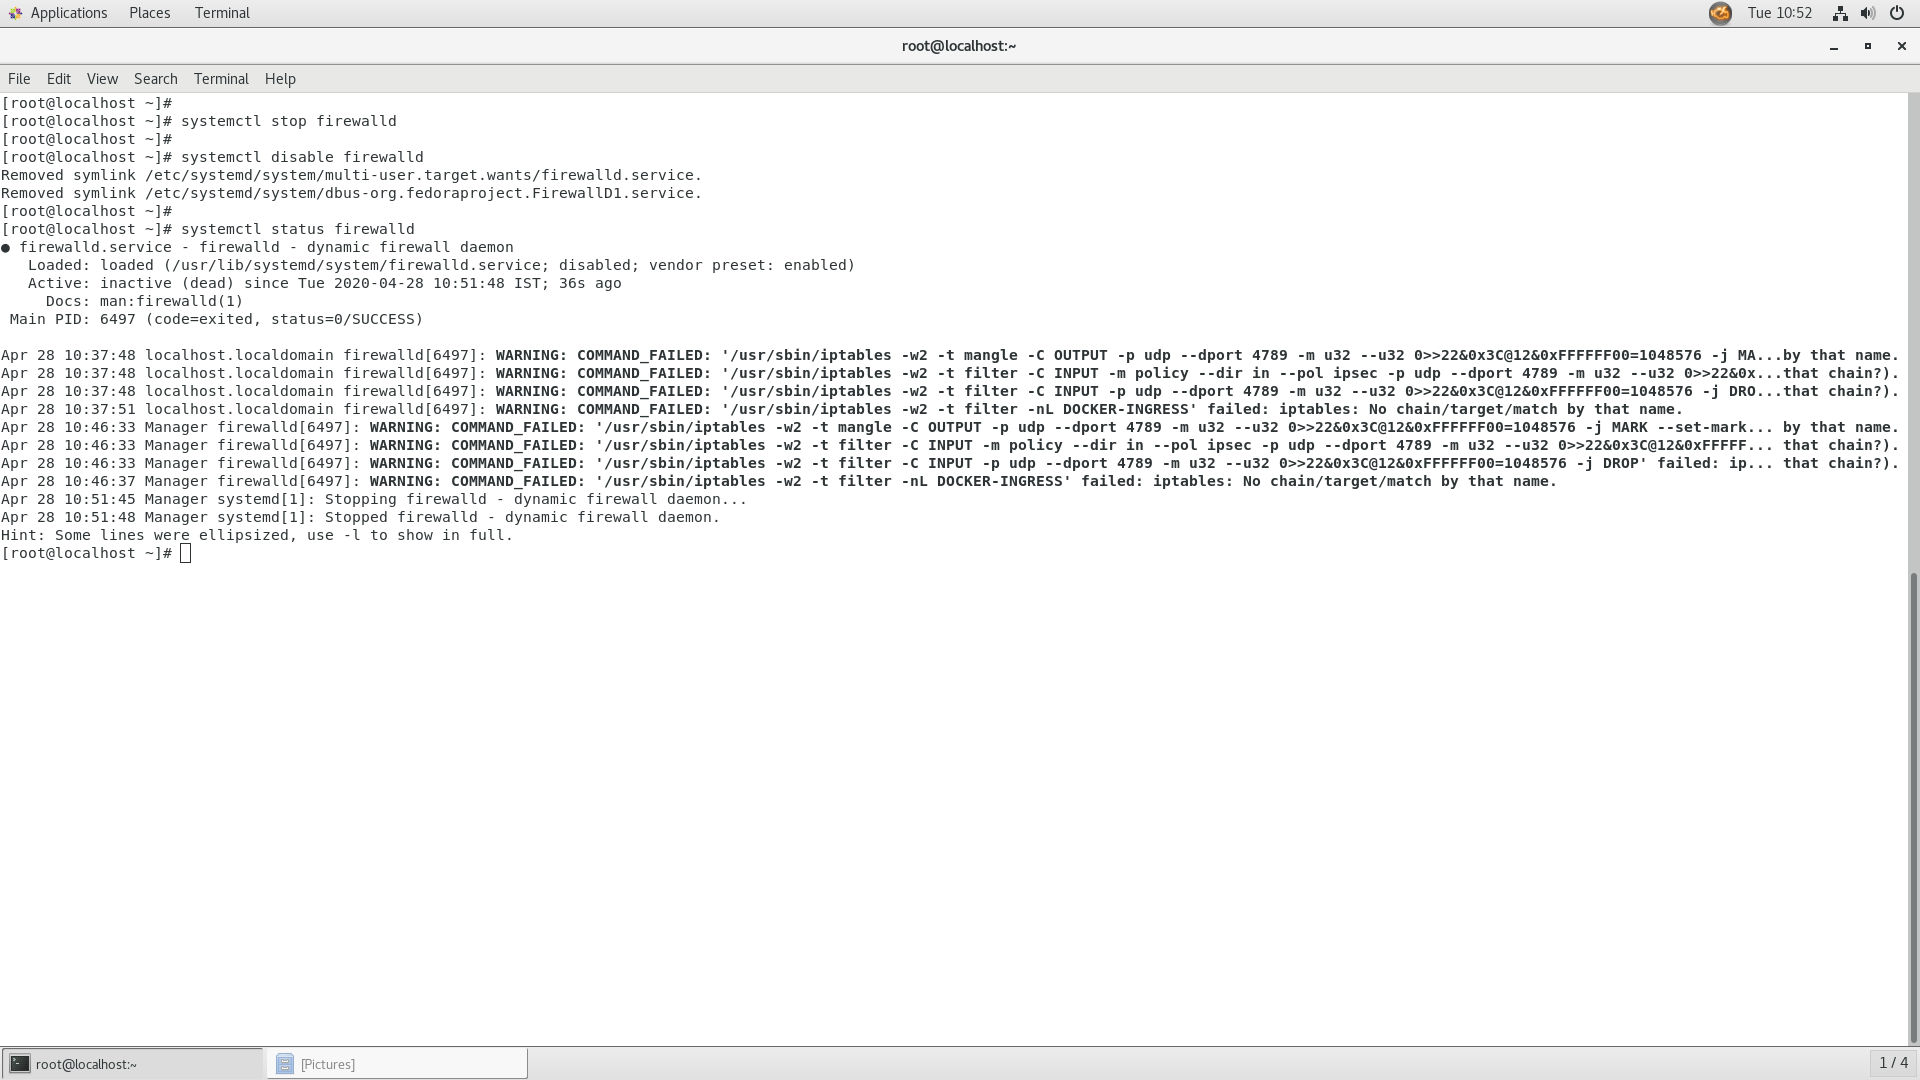 Applications Places Terminal Tue 10:52
root@localhost:~
File Edit View Search Terminal Help
[root@localhost ~]#
[root@localhost ~]# systemctl stop firewalld
[root@localhost ~]#
[root@localhost ~]# systemctl disable firewalld
Removed symlink /etc/systemd/system/multi-user.target.wants/firewalld.service.
Removed symlink /etc/systemd/system/dbus-org.fedoraproject.FirewallD1.service.
[root@localhost ~]#
[root@localhost ~]# systemctl status firewalld
● firewalld.service - firewalld - dynamic firewall daemon
   Loaded: loaded (/usr/lib/systemd/system/firewalld.service; disabled; vendor preset: enabled)
   Active: inactive (dead) since Tue 2020-04-28 10:51:48 IST; 36s ago
     Docs: man:firewalld(1)
 Main PID: 6497 (code=exited, status=0/SUCCESS)
Apr 28 10:37:48 localhost.localdomain firewalld[6497]: WARNING: COMMAND_FAILED: '/usr/sbin/iptables -w2 -t mangle -C OUTPUT -p udp --dport 4789 -m u32 --u32 0>>22&0x3C@12&0xFFFFFF00=1048576 -j MA...by that name.
Apr 28 10:37:48 localhost.localdomain firewalld[6497]: WARNING: COMMAND_FAILED: '/usr/sbin/iptables -w2 -t filter -C INPUT -m policy --dir in --pol ipsec -p udp --dport 4789 -m u32 --u32 0>>22&0x...that chain?).
Apr 28 10:37:48 localhost.localdomain firewalld[6497]: WARNING: COMMAND_FAILED: '/usr/sbin/iptables -w2 -t filter -C INPUT -p udp --dport 4789 -m u32 --u32 0>>22&0x3C@12&0xFFFFFF00=1048576 -j DRO...that chain?).
Apr 28 10:37:51 localhost.localdomain firewalld[6497]: WARNING: COMMAND_FAILED: '/usr/sbin/iptables -w2 -t filter -nL DOCKER-INGRESS' failed: iptables: No chain/target/match by that name.
Apr 28 10:46:33 Manager firewalld[6497]: WARNING: COMMAND_FAILED: '/usr/sbin/iptables -w2 -t mangle -C OUTPUT -p udp --dport 4789 -m u32 --u32 0>>22&0x3C@12&0xFFFFFF00=1048576 -j MARK --set-mark... by that name.
Apr 28 10:46:33 Manager firewalld[6497]: WARNING: COMMAND_FAILED: '/usr/sbin/iptables -w2 -t filter -C INPUT -m policy --dir in --pol ipsec -p udp --dport 4789 -m u32 --u32 0>>22&0x3C@12&0xFFFFF... that chain?).
Apr 28 10:46:33 Manager firewalld[6497]: WARNING: COMMAND_FAILED: '/usr/sbin/iptables -w2 -t filter -C INPUT -p udp --dport 4789 -m u32 --u32 0>>22&0x3C@12&0xFFFFFF00=1048576 -j DROP' failed: ip... that chain?).
Apr 28 10:46:37 Manager firewalld[6497]: WARNING: COMMAND_FAILED: '/usr/sbin/iptables -w2 -t filter -nL DOCKER-INGRESS' failed: iptables: No chain/target/match by that name.
Apr 28 10:51:45 Manager systemd[1]: Stopping firewalld - dynamic firewall daemon...
Apr 28 10:51:48 Manager systemd[1]: Stopped firewalld - dynamic firewall daemon.
Hint: Some lines were ellipsized, use -l to show in full.
[root@localhost ~]#
root@localhost:~ [Pictures] 1 / 4